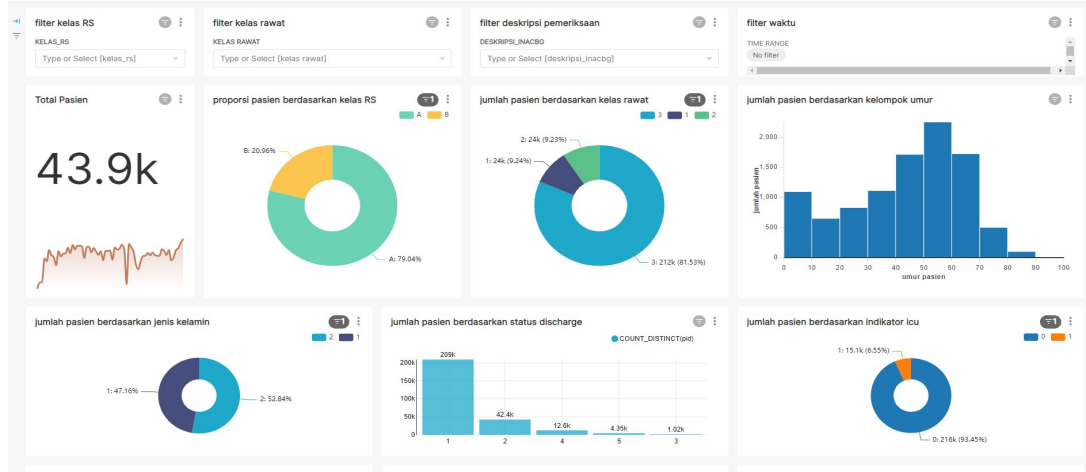 filter kelas RS
KELAS_RS
Type or Select [kelas_rs]
filter kelas rawat
KELAS RAWAT
Type or Select [kelas rawat]
filter deskripsi pemeriksaan
DESKRIPSI_INACBG
Type or Select [deskripsi_inacbg]
filter waktu
TIME RANGE
No filter
Total Pasien
43.9k
proporsi pasien berdasarkan kelas RS
1
A B
B: 20.96%
A: 79.04%
jumlah pasien berdasarkan kelas rawat
1
3 1 2
2: 24k (9.23%)
1: 24k (9.24%)
3: 212k (81.53%)
jumlah pasien berdasarkan kelompok umur
jumlah pasien
2,000
1,500
1,000
500
0
0 10 20 30 40 50 60 70 80 90 100
umur pasien
jumlah pasien berdasarkan jenis kelamin
1
2 1
1: 47.16%
2: 52.84%
jumlah pasien berdasarkan status discharge
COUNT_DISTINCT(pid)
200k
150k
100k
50k
0
209k
42.4k
12.6k
4.35k
1.02k
1 2 4 5 3
jumlah pasien berdasarkan indikator icu
1
0 1
1: 15.1k (6.55%)
0: 216k (93.45%)